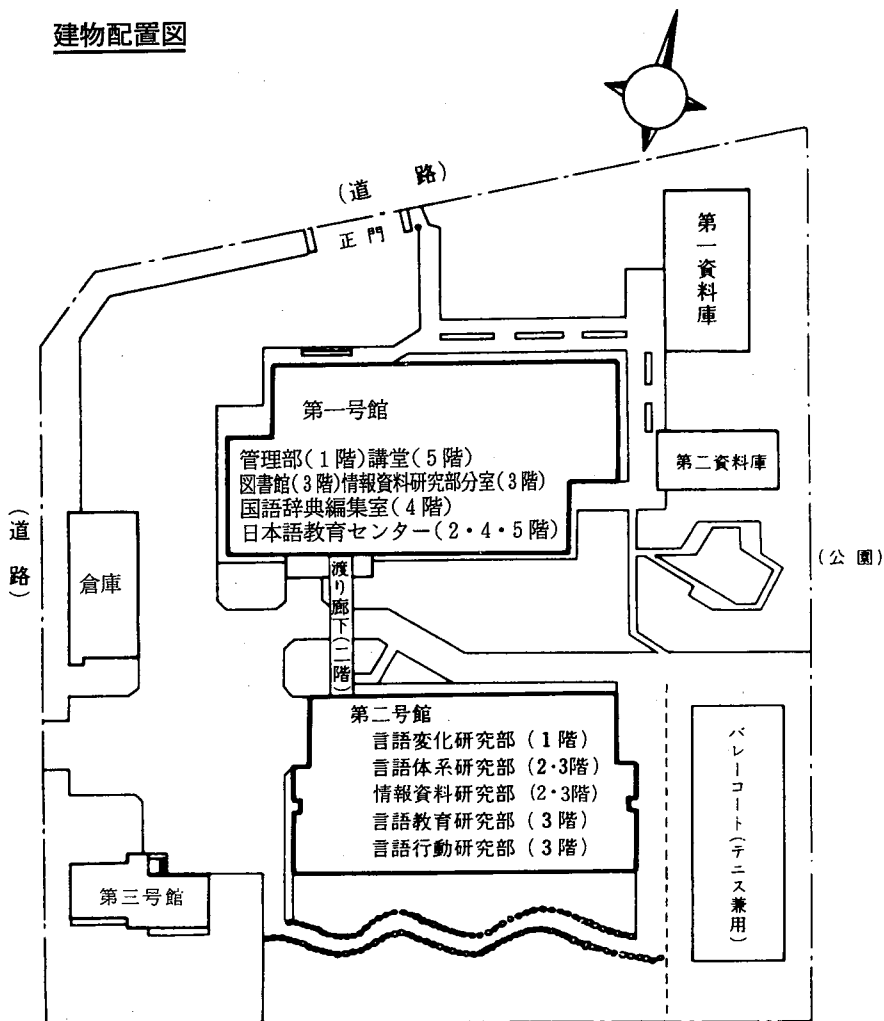 建物配置図
(道路)
正門
第一資料庫
第一号館
管理部(1階)講堂(5階)
図書館(3階)情報資料研究部分室(3階)
国語辞典編集室(4階)
日本語教育センター(2・4・5階)
第二資料庫
(公園)
(道路)
倉庫
渡り廊下(二階)
第二号館
言語変化研究部(1階)
言語体系研究部(2・3階)
情報資料研究部(2・3階)
言語教育研究部(3階)
言語行動研究部(3階)
バレーコート(テニス兼用)
第三号館